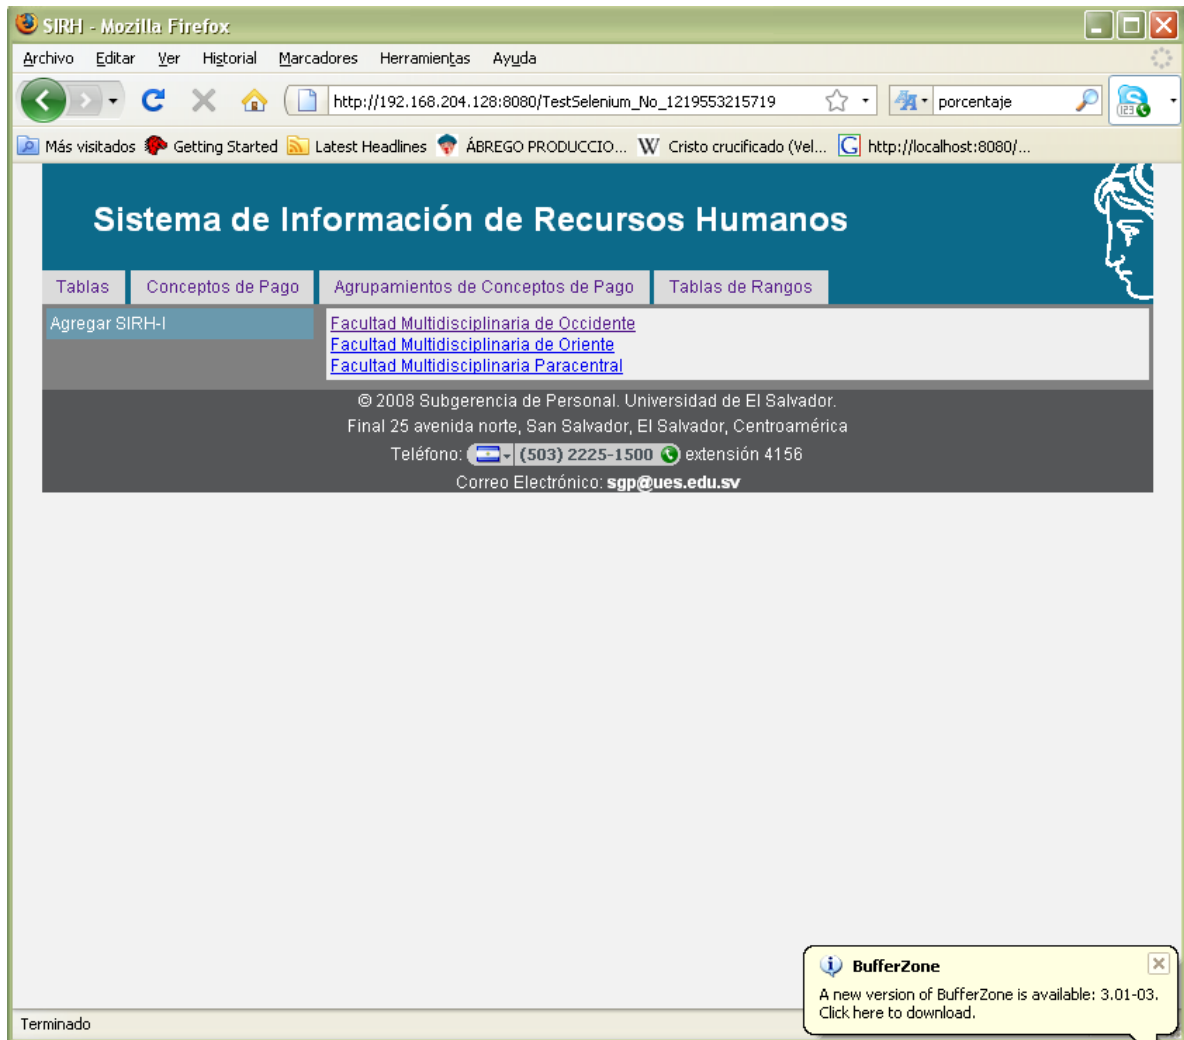 SIRH - Mozilla Firefox
Archivo Editar Ver Historial Marcadores Herramientas Ayuda
http://192.168.204.128:8080/TestSelenium_No_1219553215719 porcentaje 123
Más visitados Getting Started Latest Headlines ÁBREGO PRODUCCIO... W Cristo crucificado (Vel... G http://localhost:8080/...
Sistema de Información de Recursos Humanos
Tablas Conceptos de Pago Agrupamientos de Conceptos de Pago Tablas de Rangos
Agregar SIRH-I
Facultad Multidisciplinaria de Occidente
Facultad Multidisciplinaria de Oriente
Facultad Multidisciplinaria Paracentral
© 2008 Subgerencia de Personal. Universidad de El Salvador.
Final 25 avenida norte, San Salvador, El Salvador, Centroamérica
Teléfono: (503) 2225-1500 extensión 4156
Correo Electrónico: sgp@ues.edu.sv
BufferZone
A new version of BufferZone is available: 3.01-03.
Click here to download.
Terminado